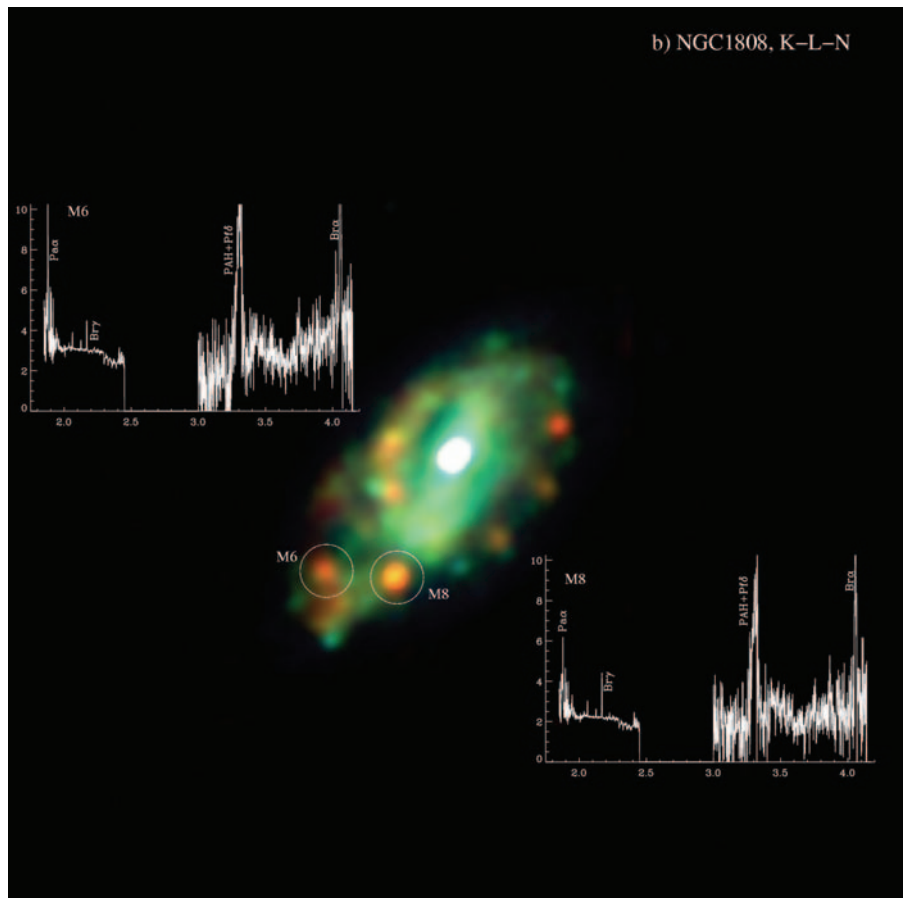 b) NGC1808, K–L–N
M6
Paα
Brγ
PAH+Pfδ
Brα
10
8
6
4
2
0
2.0 2.5 3.0 3.5 4.0
M6
M8
M8
Paα
Brγ
PAH+Pfδ
Brα
10
8
6
4
2
0
2.0 2.5 3.0 3.5 4.0